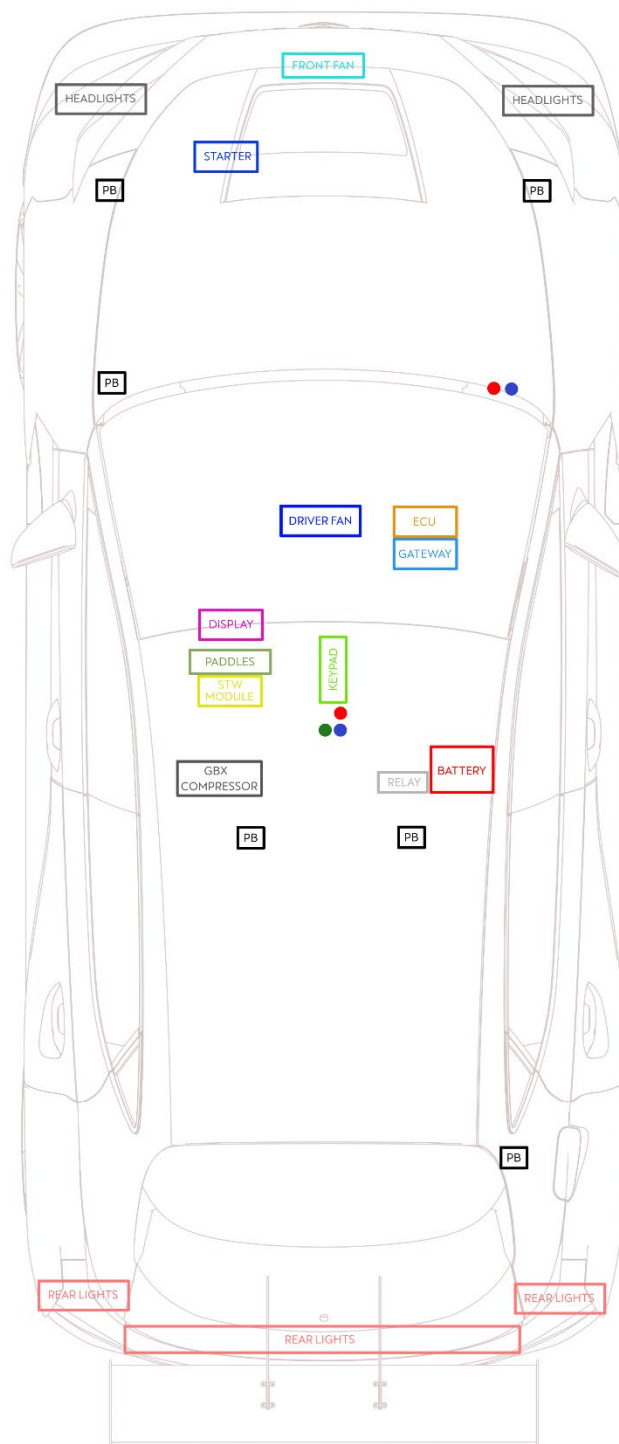 FRONT FAN
HEADLIGHTS
HEADLIGHTS
STARTER
PB
PB
PB
DRIVER FAN
ECU
GATEWAY
DISPLAY
PADDLES
KEYPAD
STW
MODULE
GBX
COMPRESSOR
RELAY
BATTERY
PB
PB
PB
REAR LIGHTS
REAR LIGHTS
REAR LIGHTS